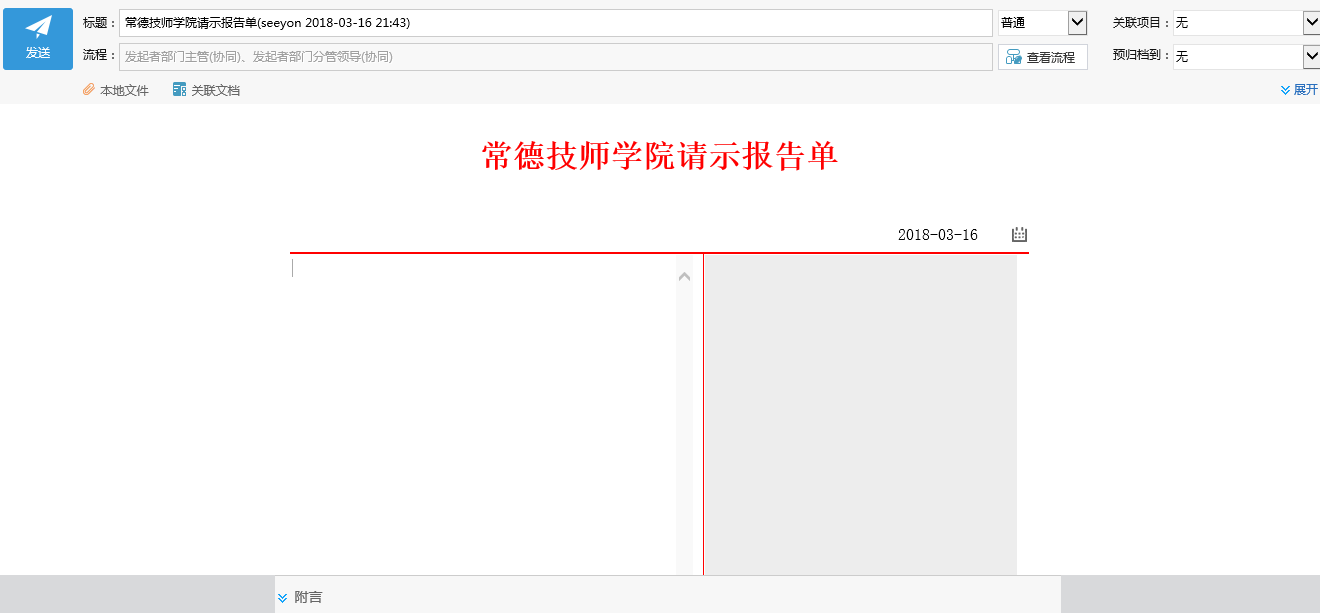 发送
标题： 常德技师学院请示报告单(seeyon 2018-03-16 21:43) 普通 关联项目： 无
流程： 发起者部门主管(协同)、发起者部门分管领导(协同) 查看流程 预归档到： 无
本地文件 关联文档 展开
常德技师学院请示报告单
2018-03-16
附言